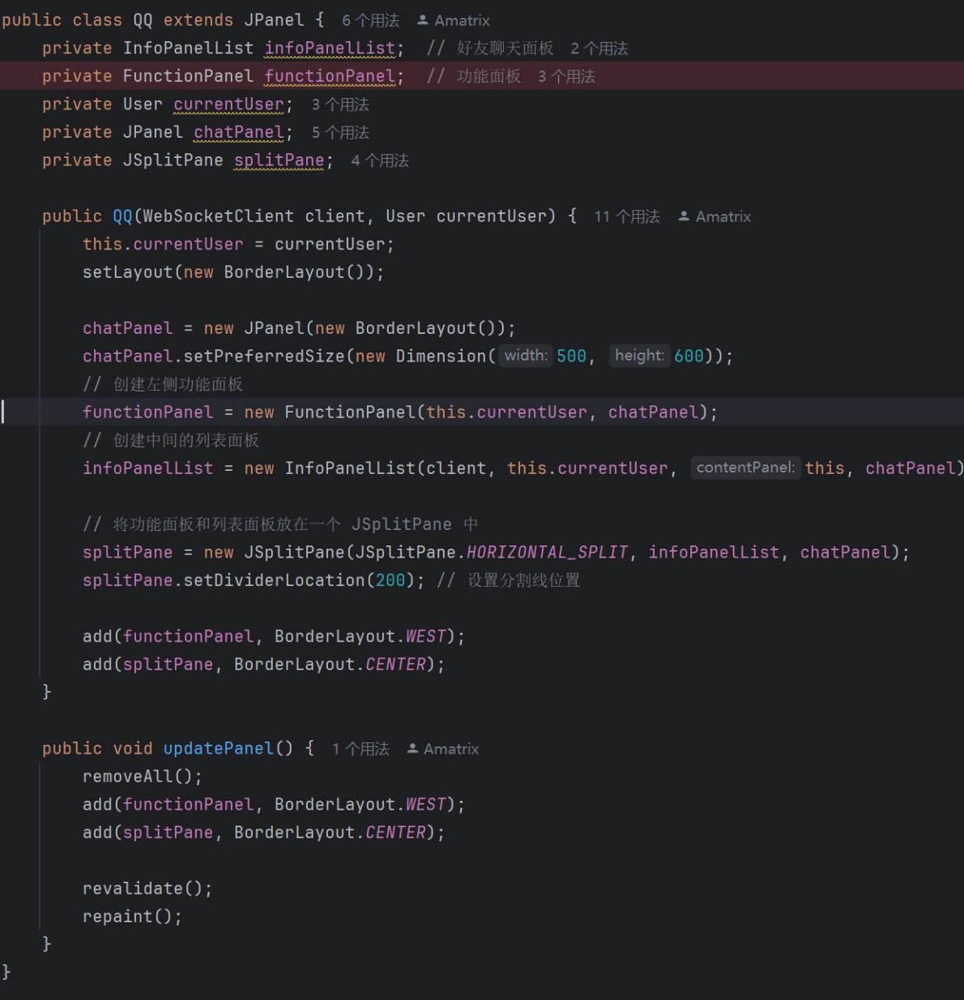 public class QQ extends JPanel { 6 个用法 Amatrix
private InfoPanelList infoPanelList; // 好友聊天面板 2 个用法
private FunctionPanel functionPanel; // 功能面板 3 个用法
private User currentUser; 3 个用法
private JPanel chatPanel; 5 个用法
private JSplitPane splitPane; 4 个用法
public QQ(WebSocketClient client, User currentUser) { 11 个用法 Amatrix
this.currentUser = currentUser;
setLayout(new BorderLayout());
chatPanel = new JPanel(new BorderLayout());
chatPanel.setPreferredSize(new Dimension( width: 500, height: 600));
// 创建左侧功能面板
functionPanel = new FunctionPanel(this.currentUser, chatPanel);
// 创建中间的列表面板
infoPanelList = new InfoPanelList(client, this.currentUser, contentPanel: this, chatPanel)
// 将功能面板和列表面板放在一个 JSplitPane 中
splitPane = new JSplitPane(JSplitPane.HORIZONTAL_SPLIT, infoPanelList, chatPanel);
splitPane.setDividerLocation(200); // 设置分割线位置
add(functionPanel, BorderLayout.WEST);
add(splitPane, BorderLayout.CENTER);
}
public void updatePanel() { 1 个用法 Amatrix
removeAll();
add(functionPanel, BorderLayout.WEST);
add(splitPane, BorderLayout.CENTER);
revalidate();
repaint();
}
}